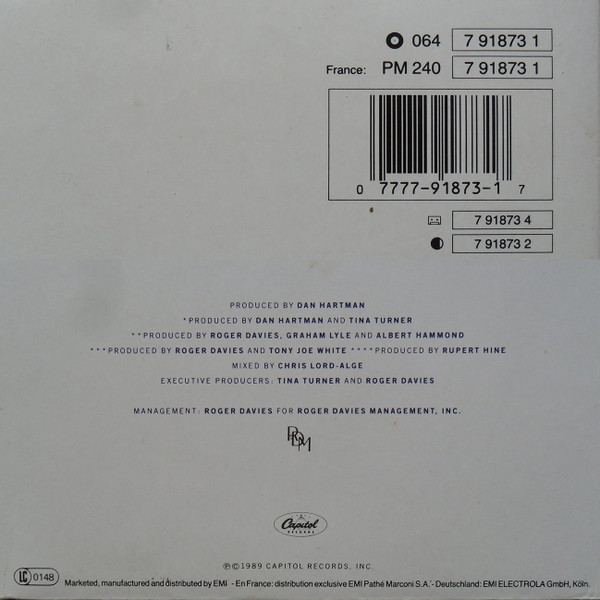 064 7 91873 1
France: PM 240 7 91873 1
0 7777-91873-1 7
7 91873 4
7 91873 2
PRODUCED BY DAN HARTMAN
*PRODUCED BY DAN HARTMAN AND TINA TURNER
**PRODUCED BY ROGER DAVIES, GRAHAM LYLE AND ALBERT HAMMOND
***PRODUCED BY ROGER DAVIES AND TONY JOE WHITE ****PRODUCED BY RUPERT HINE
MIXED BY CHRIS LORD-ALGE
EXECUTIVE PRODUCERS: TINA TURNER AND ROGER DAVIES
MANAGEMENT: ROGER DAVIES FOR ROGER DAVIES MANAGEMENT, INC.
RDM
Capitol
RECORDS
℗©1989 CAPITOL RECORDS, INC.
LC 0148 Marketed, manufactured and distributed by EMI - En France: distribution exclusive EMI Pathé Marconi S.A. - Deutschland: EMI ELECTROLA GmbH, Köln.